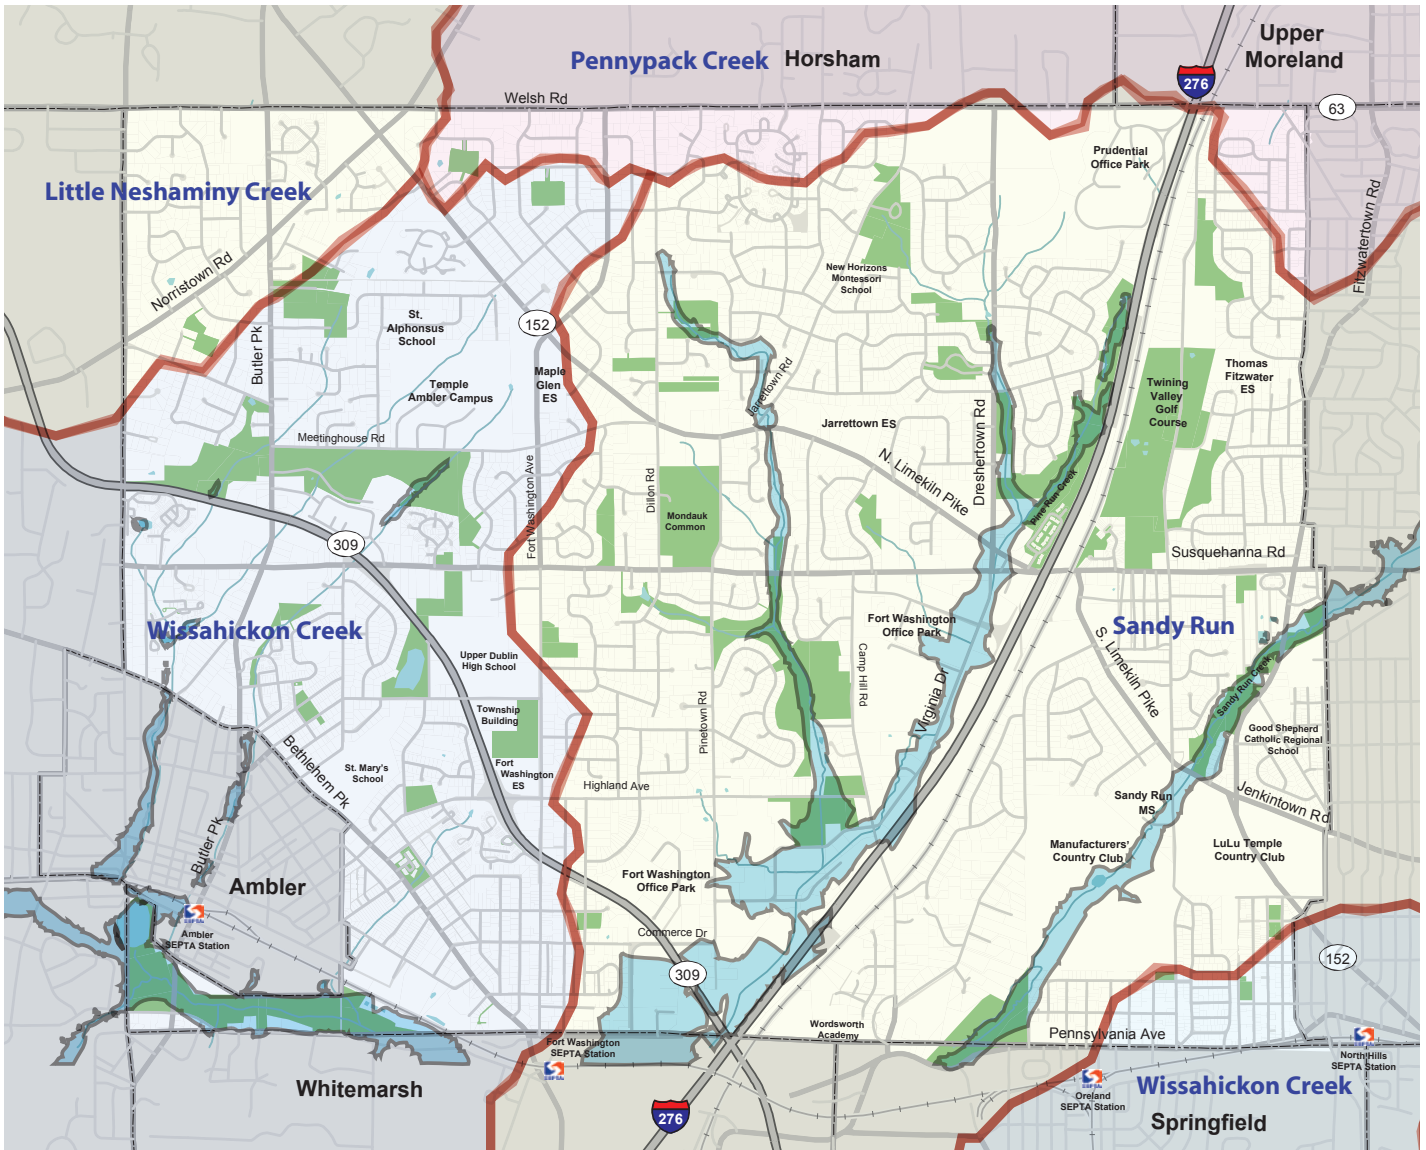 Upper
Moreland
Pennypack Creek
Horsham
276
Welsh Rd
63
Prudential
Office Park
Little Neshaminy Creek
Fitzwatertown Rd
Norristown Rd
New Horizons
Montessori
School
St.
Alphonsus
School
152
Butler Pk
Maple
Glen
ES
Thomas
Fitzwater
ES
Temple
Ambler Campus
Jarrettown Rd
Twining
Valley
Golf
Course
Jarrettown ES
Dreshertown Rd
Meetinghouse Rd
N. Limekiln Pike
Fort Washington Ave
Dillon Rd
Pine Run Creek
Mondauk
Common
309
Susquehanna Rd
Wissahickon Creek
Fort Washington
Office Park
Sandy Run
S. Limekiln Pike
Upper Dublin
High School
Camp Hill Rd
Sandy Run Creek
Virginia Dr
Pinetown Rd
Township
Building
Good Shepherd
Catholic Regional
School
Bethlehem Pk
St. Mary's
School
Fort
Washington
ES
Highland Ave
Jenkintown Rd
Sandy Run
MS
Butler Pk
Manufacturers'
Country Club
LuLu Temple
Country Club
Ambler
Fort Washington
Office Park
SEPTA
Ambler
SEPTA Station
Commerce Dr
309
152
Wordsworth
Academy
Pennsylvania Ave
Fort Washington
SEPTA Station
SEPTA
SEPTA
North Hills
SEPTA Station
Whitemarsh
SEPTA
Oreland
SEPTA Station
Wissahickon Creek
Springfield
276